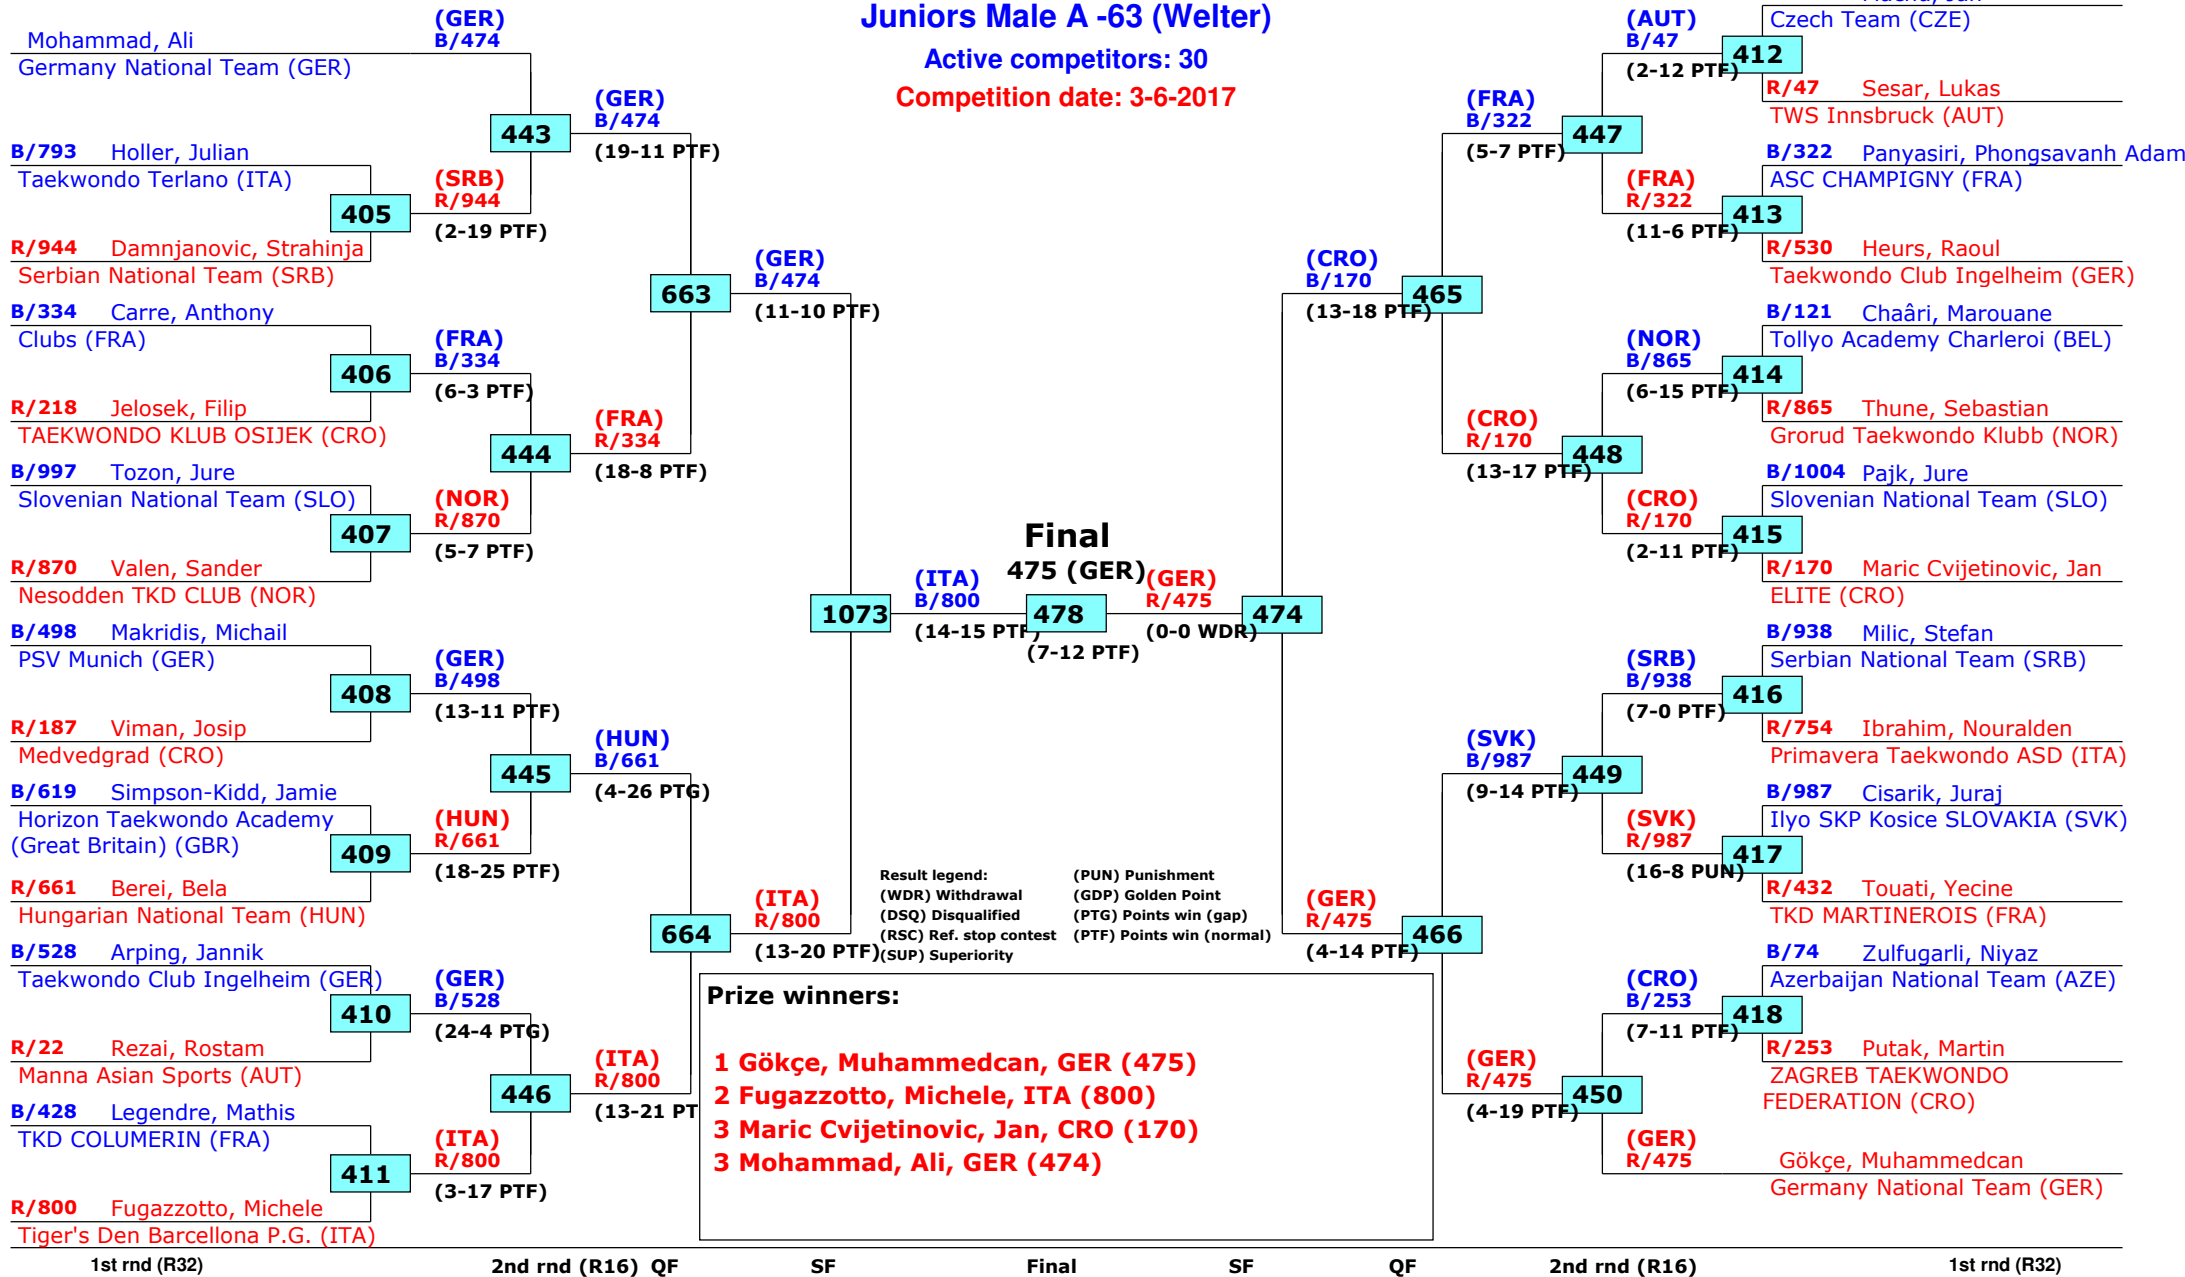 Juniors Male A -63 (Welter)
Active competitors: 30
Competition date: 3-6-2017
Mohammad, Ali
Germany National Team (GER)
(GER)
B/474
B/793 Holler, Julian
Taekwondo Terlano (ITA)
405
R/944 Damnjanovic, Strahinja
Serbian National Team (SRB)
(SRB)
R/944
(2-19 PTF)
443
(GER)
B/474
(19-11 PTF)
B/334 Carre, Anthony
Clubs (FRA)
406
R/218 Jelosek, Filip
TAEKWONDO KLUB OSIJEK (CRO)
(FRA)
B/334
(6-3 PTF)
B/997 Tozon, Jure
Slovenian National Team (SLO)
407
R/870 Valen, Sander
Nesodden TKD CLUB (NOR)
(NOR)
R/870
(5-7 PTF)
444
(FRA)
R/334
(18-8 PTF)
663
(GER)
B/474
(11-10 PTF)
B/498 Makridis, Michail
PSV Munich (GER)
408
R/187 Viman, Josip
Medvedgrad (CRO)
(GER)
B/498
(13-11 PTF)
B/619 Simpson-Kidd, Jamie
Horizon Taekwondo Academy
(Great Britain) (GBR)
409
R/661 Berei, Bela
Hungarian National Team (HUN)
(HUN)
R/661
(18-25 PTF)
445
(HUN)
B/661
(4-26 PTG)
B/528 Arping, Jannik
Taekwondo Club Ingelheim (GER)
410
R/22 Rezai, Rostam
Manna Asian Sports (AUT)
(GER)
B/528
(24-4 PTG)
B/428 Legendre, Mathis
TKD COLUMERIN (FRA)
411
R/800 Fugazzotto, Michele
Tiger's Den Barcellona P.G. (ITA)
(ITA)
R/800
(3-17 PTF)
446
(ITA)
R/800
(13-21 PT
664
(ITA)
R/800
(13-20 PTF)
1073
(ITA)
B/800
(14-15 PTF)
Final
475 (GER)
478
(7-12 PTF)
(GER)
R/475
(0-0 WDR)
474
(CRO)
B/170
(13-18 PTF)
465
(FRA)
B/322
(5-7 PTF)
447
(AUT)
B/47
(2-12 PTF)
412
Czech Team (CZE)
R/47 Sesar, Lukas
TWS Innsbruck (AUT)
(FRA)
R/322
(11-6 PTF)
413
B/322 Panyasiri, Phongsavanh Adam
ASC CHAMPIGNY (FRA)
R/530 Heurs, Raoul
Taekwondo Club Ingelheim (GER)
(CRO)
R/170
(13-17 PTF)
448
(NOR)
B/865
(6-15 PTF)
414
B/121 Chaâri, Marouane
Tollyo Academy Charleroi (BEL)
R/865 Thune, Sebastian
Grorud Taekwondo Klubb (NOR)
(CRO)
R/170
(2-11 PTF)
415
B/1004 Pajk, Jure
Slovenian National Team (SLO)
R/170 Maric Cvijetinovic, Jan
ELITE (CRO)
(GER)
R/475
(4-14 PTF)
466
(SVK)
B/987
(9-14 PTF)
449
(SRB)
B/938
(7-0 PTF)
416
B/938 Milic, Stefan
Serbian National Team (SRB)
R/754 Ibrahim, Nouralden
Primavera Taekwondo ASD (ITA)
(SVK)
R/987
(16-8 PUN)
417
B/987 Cisarik, Juraj
Ilyo SKP Kosice SLOVAKIA (SVK)
R/432 Touati, Yecine
TKD MARTINEROIS (FRA)
(GER)
R/475
(4-19 PTF)
450
(CRO)
B/253
(7-11 PTF)
418
B/74 Zulfugarli, Niyaz
Azerbaijan National Team (AZE)
R/253 Putak, Martin
ZAGREB TAEKWONDO
FEDERATION (CRO)
(GER)
R/475
Gökçe, Muhammedcan
Germany National Team (GER)
Result legend:
(WDR) Withdrawal
(DSQ) Disqualified
(RSC) Ref. stop contest
(SUP) Superiority
(PUN) Punishment
(GDP) Golden Point
(PTG) Points win (gap)
(PTF) Points win (normal)
Prize winners:
1 Gökçe, Muhammedcan, GER (475)
2 Fugazzotto, Michele, ITA (800)
3 Maric Cvijetinovic, Jan, CRO (170)
3 Mohammad, Ali, GER (474)
1st rnd (R32) 2nd rnd (R16) QF SF Final SF QF 2nd rnd (R16) 1st rnd (R32)